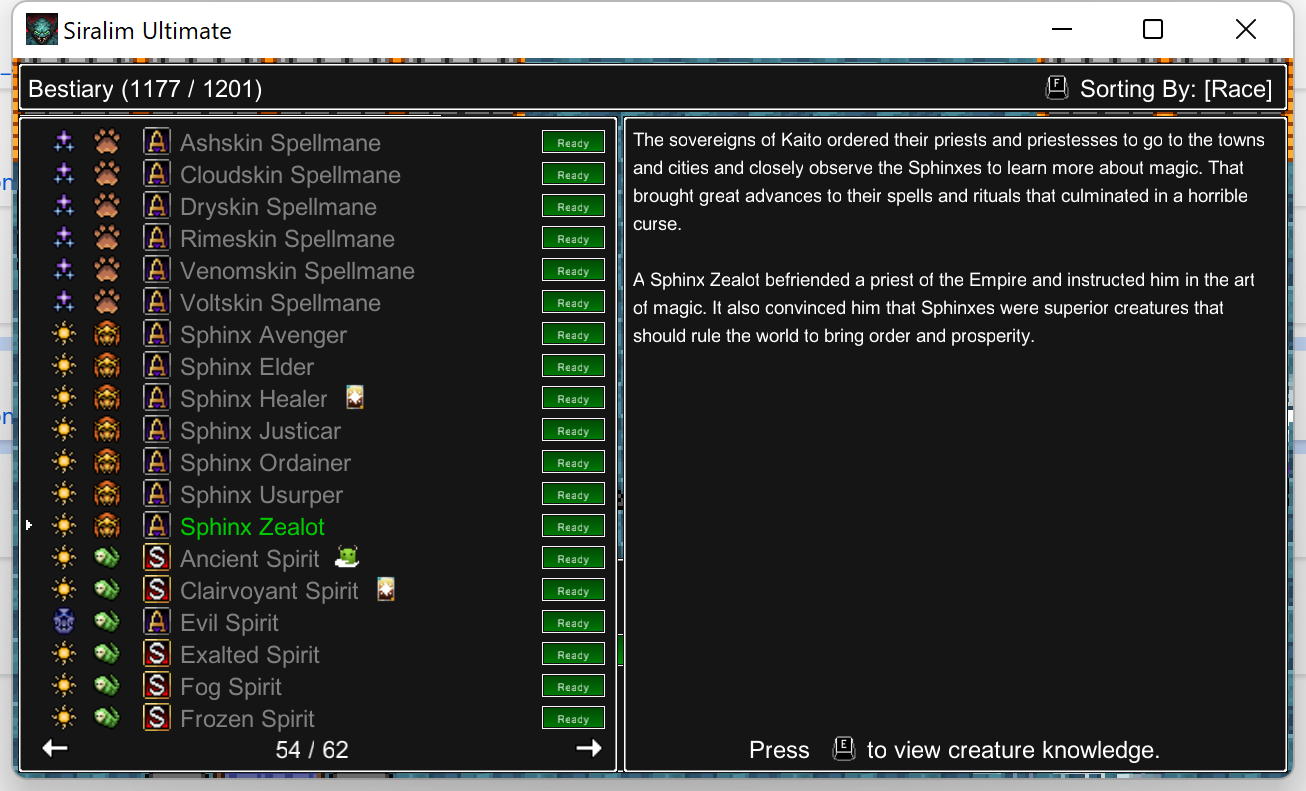 Siralim Ultimate
Bestiary (1177 / 1201)
F Sorting By: [Race]
A Ashskin Spellmane Ready
A Cloudskin Spellmane Ready
A Dryskin Spellmane Ready
A Rimeskin Spellmane Ready
A Venomskin Spellmane Ready
A Voltskin Spellmane Ready
A Sphinx Avenger Ready
A Sphinx Elder Ready
A Sphinx Healer Ready
A Sphinx Justicar Ready
A Sphinx Ordainer Ready
A Sphinx Usurper Ready
A Sphinx Zealot Ready
S Ancient Spirit Ready
S Clairvoyant Spirit Ready
A Evil Spirit Ready
S Exalted Spirit Ready
S Fog Spirit Ready
S Frozen Spirit Ready
54 / 62
The sovereigns of Kaito ordered their priests and priestesses to go to the towns
and cities and closely observe the Sphinxes to learn more about magic. That
brought great advances to their spells and rituals that culminated in a horrible
curse.
A Sphinx Zealot befriended a priest of the Empire and instructed him in the art
of magic. It also convinced him that Sphinxes were superior creatures that
should rule the world to bring order and prosperity.
Press E to view creature knowledge.